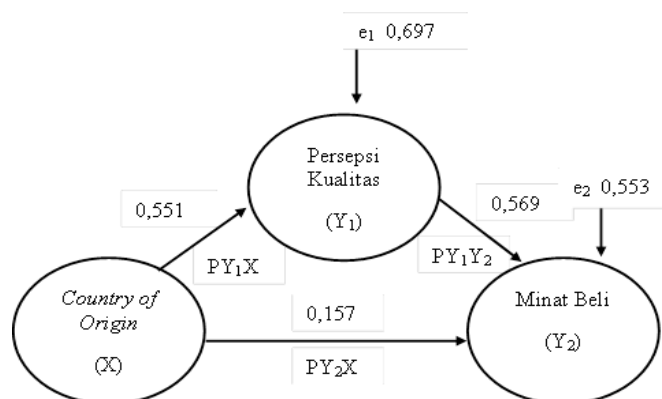 e₁ 0,697
Persepsi
Kualitas
(Y₁)
0,551
0,569
e₂ 0,553
PY₁X
PY₁Y₂
Country of
Origin
(X)
0,157
PY₂X
Minat Beli
(Y₂)